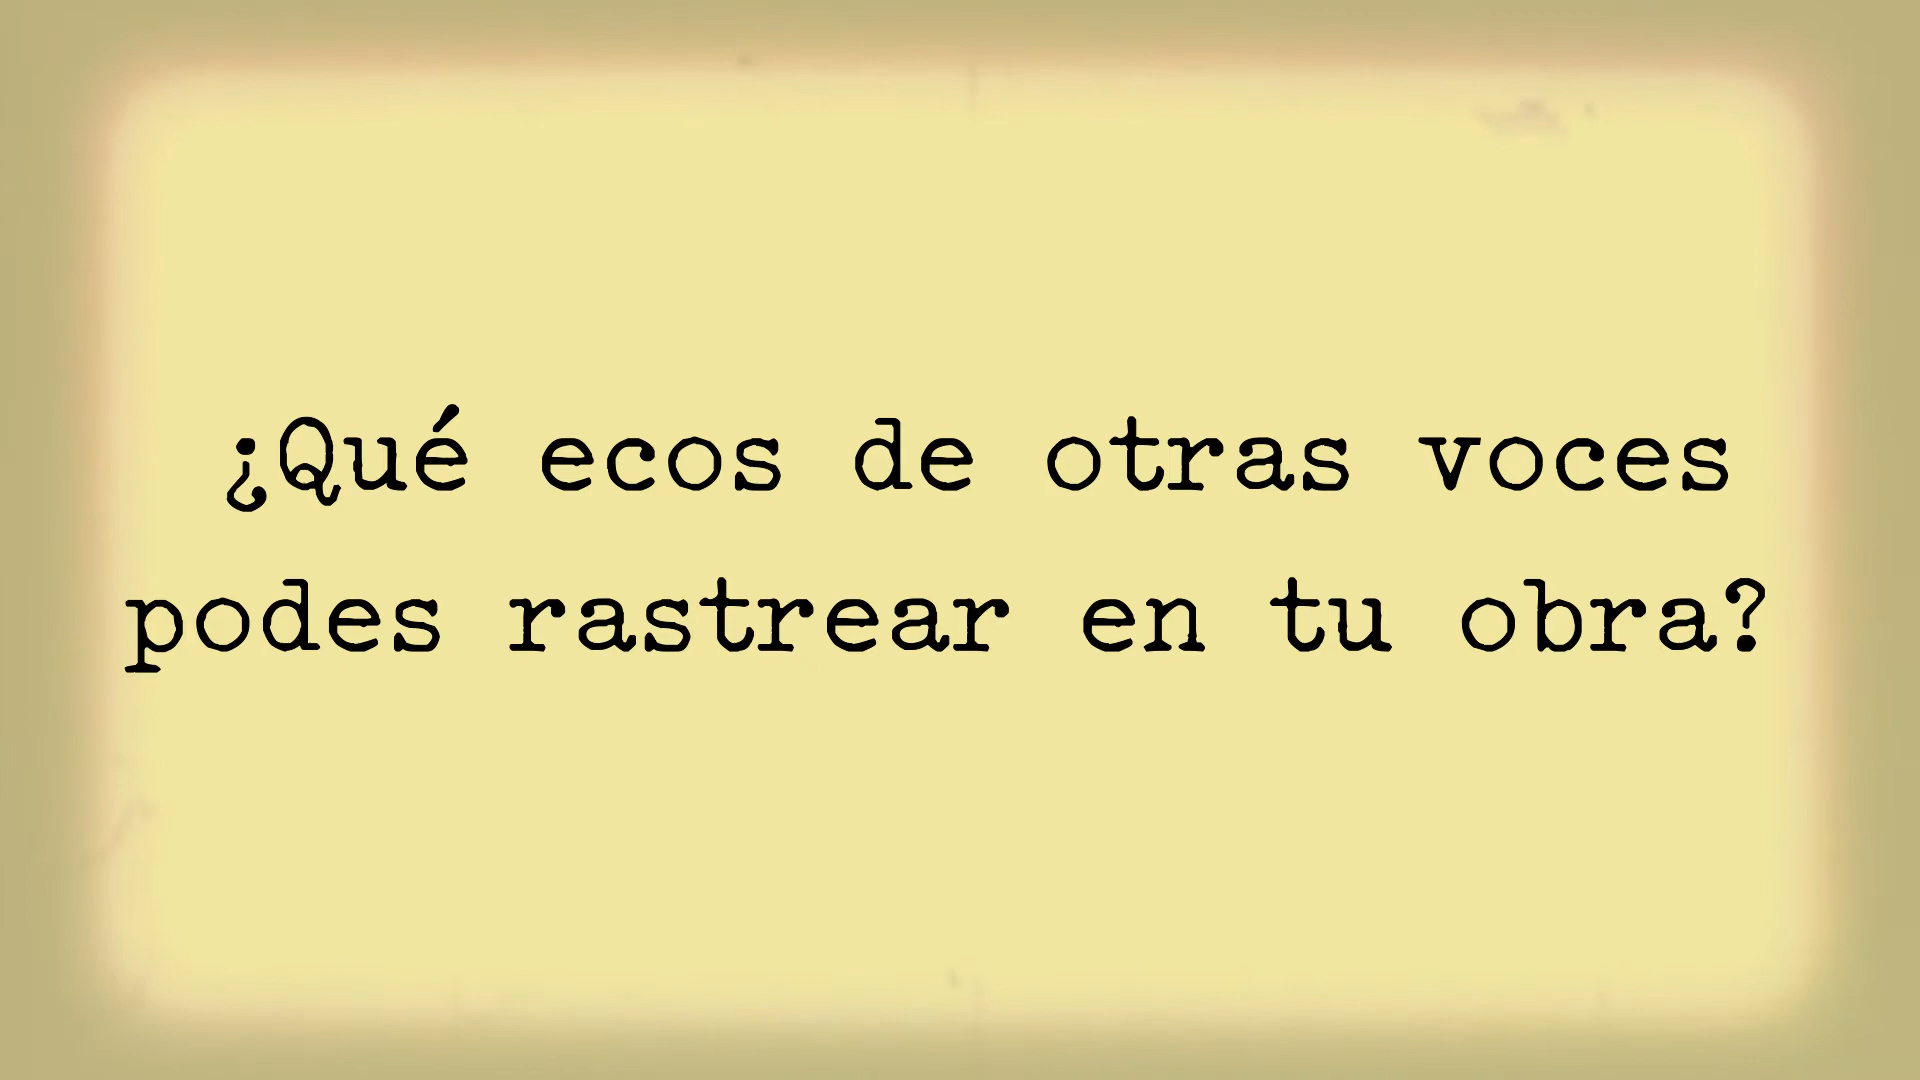 ¿Qué ecos de otras voces
podes rastrear en tu obra?